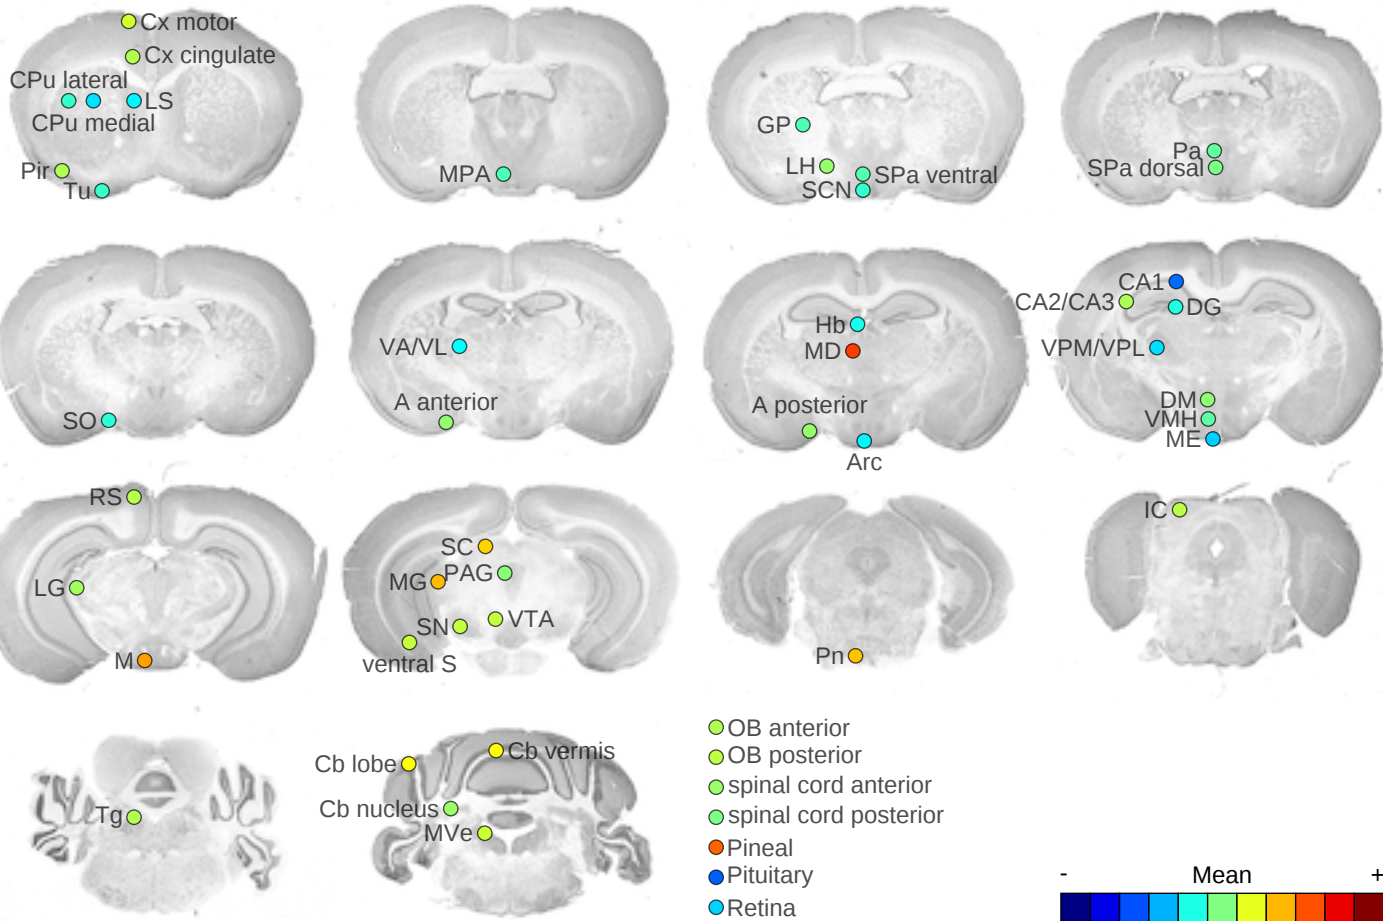 Cx motor
Cx cingulate
CPu lateral
LS
CPu medial
Pir
Tu
MPA
GP
LH
SPa ventral
SCN
Pa
SPa dorsal
SO
VA/VL
A anterior
Hb
MD
A posterior
Arc
CA1
CA2/CA3
DG
VPM/VPL
DM
VMH
ME
RS
LG
M
SC
MG
PAG
SN
VTA
ventral S
Pn
IC
Tg
Cb lobe
Cb vermis
Cb nucleus
MVe
OB anterior
OB posterior
spinal cord anterior
spinal cord posterior
Pineal
Pituitary
Retina
- Mean +